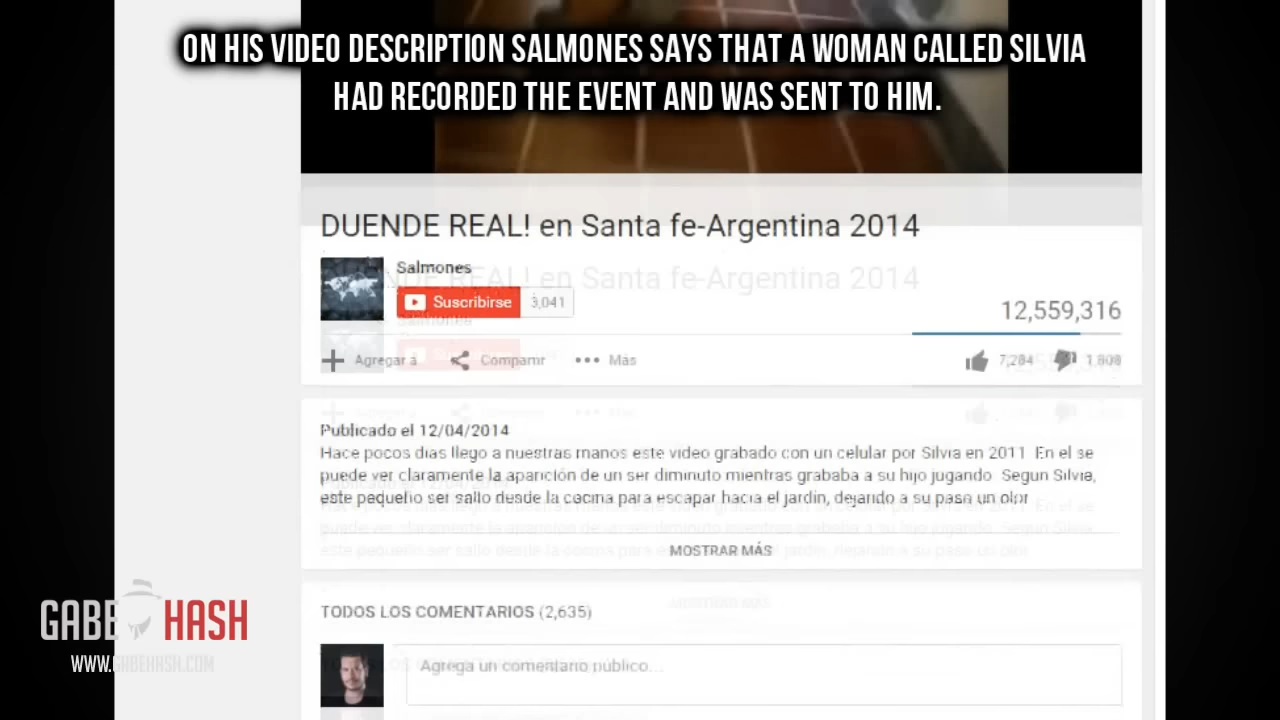 ON HIS VIDEO DESCRIPTION SALMONES SAYS THAT A WOMAN CALLED SILVIA
HAD RECORDED THE EVENT AND WAS SENT TO HIM.
DUENDE REAL! en Santa fe-Argentina 2014
Salmones
Suscribirse 3,041
12,559,316
Agregar a Compartir Más 7,284 1,808
Publicado el 12/04/2014
Hace pocos dias llego a nuestras manos este video grabado con un celular por Silvia en 2011 En el se
puede ver claramente la aparición de un ser diminuto mientras grababa a su hijo jugando Segun Silvia,
este pequeño ser salio desde la cocina para escapar hacia el jardin, dejando a su paso un olor
MOSTRAR MÁS
TODOS LOS COMENTARIOS (2,635)
Agrega un comentario público...
GABE HASH
WWW.GABEHASH.COM